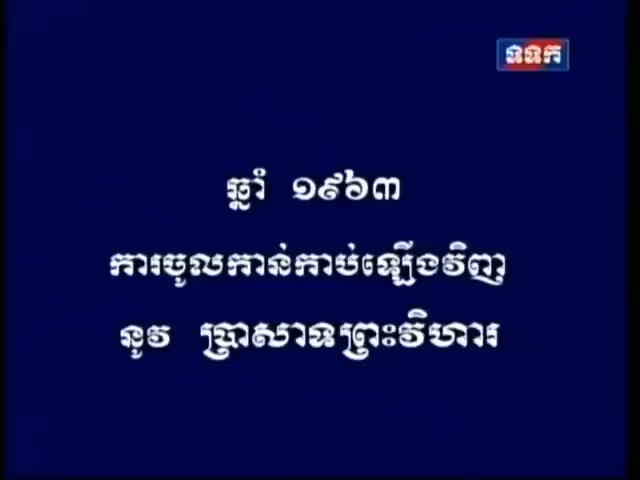 ទទក
ឆ្នាំ ១៩៦៣
ការចូលកាន់កាប់ឡើងវិញ
នូវ ប្រាសាទព្រះវិហារ